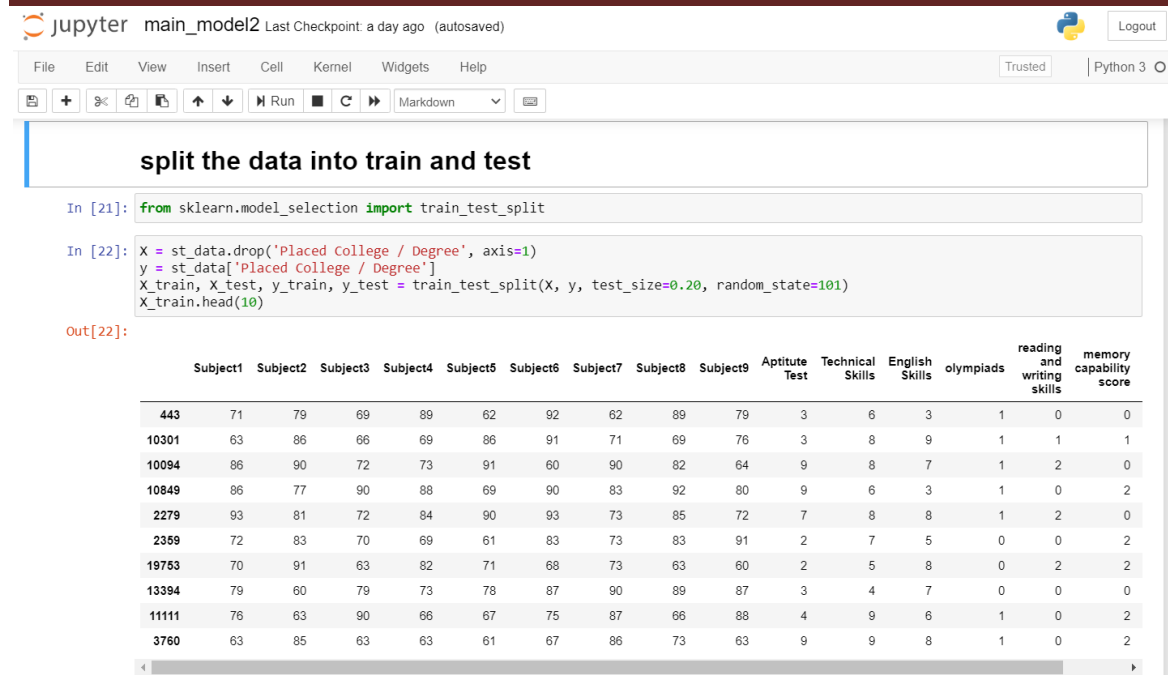 jupyter main_model2 Last Checkpoint: a day ago (autosaved)
Logout
File Edit View Insert Cell Kernel Widgets Help
Trusted Python 3
Run Markdown
split the data into train and test
In [21]: from sklearn.model_selection import train_test_split
In [22]: X = st_data.drop('Placed College / Degree', axis=1)
y = st_data['Placed College / Degree']
X_train, X_test, y_train, y_test = train_test_split(X, y, test_size=0.20, random_state=101)
X_train.head(10)
Out[22]:
Subject1 Subject2 Subject3 Subject4 Subject5 Subject6 Subject7 Subject8 Subject9 Aptitute Test Technical Skills English Skills olympiads reading and writing skills memory capability score
443 71 79 69 89 62 92 62 89 79 3 6 3 1 0 0
10301 63 86 66 69 86 91 71 69 76 3 8 9 1 1 1
10094 86 90 72 73 91 60 90 82 64 9 8 7 1 2 0
10849 86 77 90 88 69 90 83 92 80 9 6 3 1 0 2
2279 93 81 72 84 90 93 73 85 72 7 8 8 1 2 0
2359 72 83 70 69 61 83 73 83 91 2 7 5 0 0 2
19753 70 91 63 82 71 68 73 63 60 2 5 8 0 2 2
13394 79 60 79 73 78 87 90 89 87 3 4 7 0 0 0
11111 76 63 90 66 67 75 87 66 88 4 9 6 1 0 2
3760 63 85 63 63 61 67 86 73 63 9 9 8 1 0 2